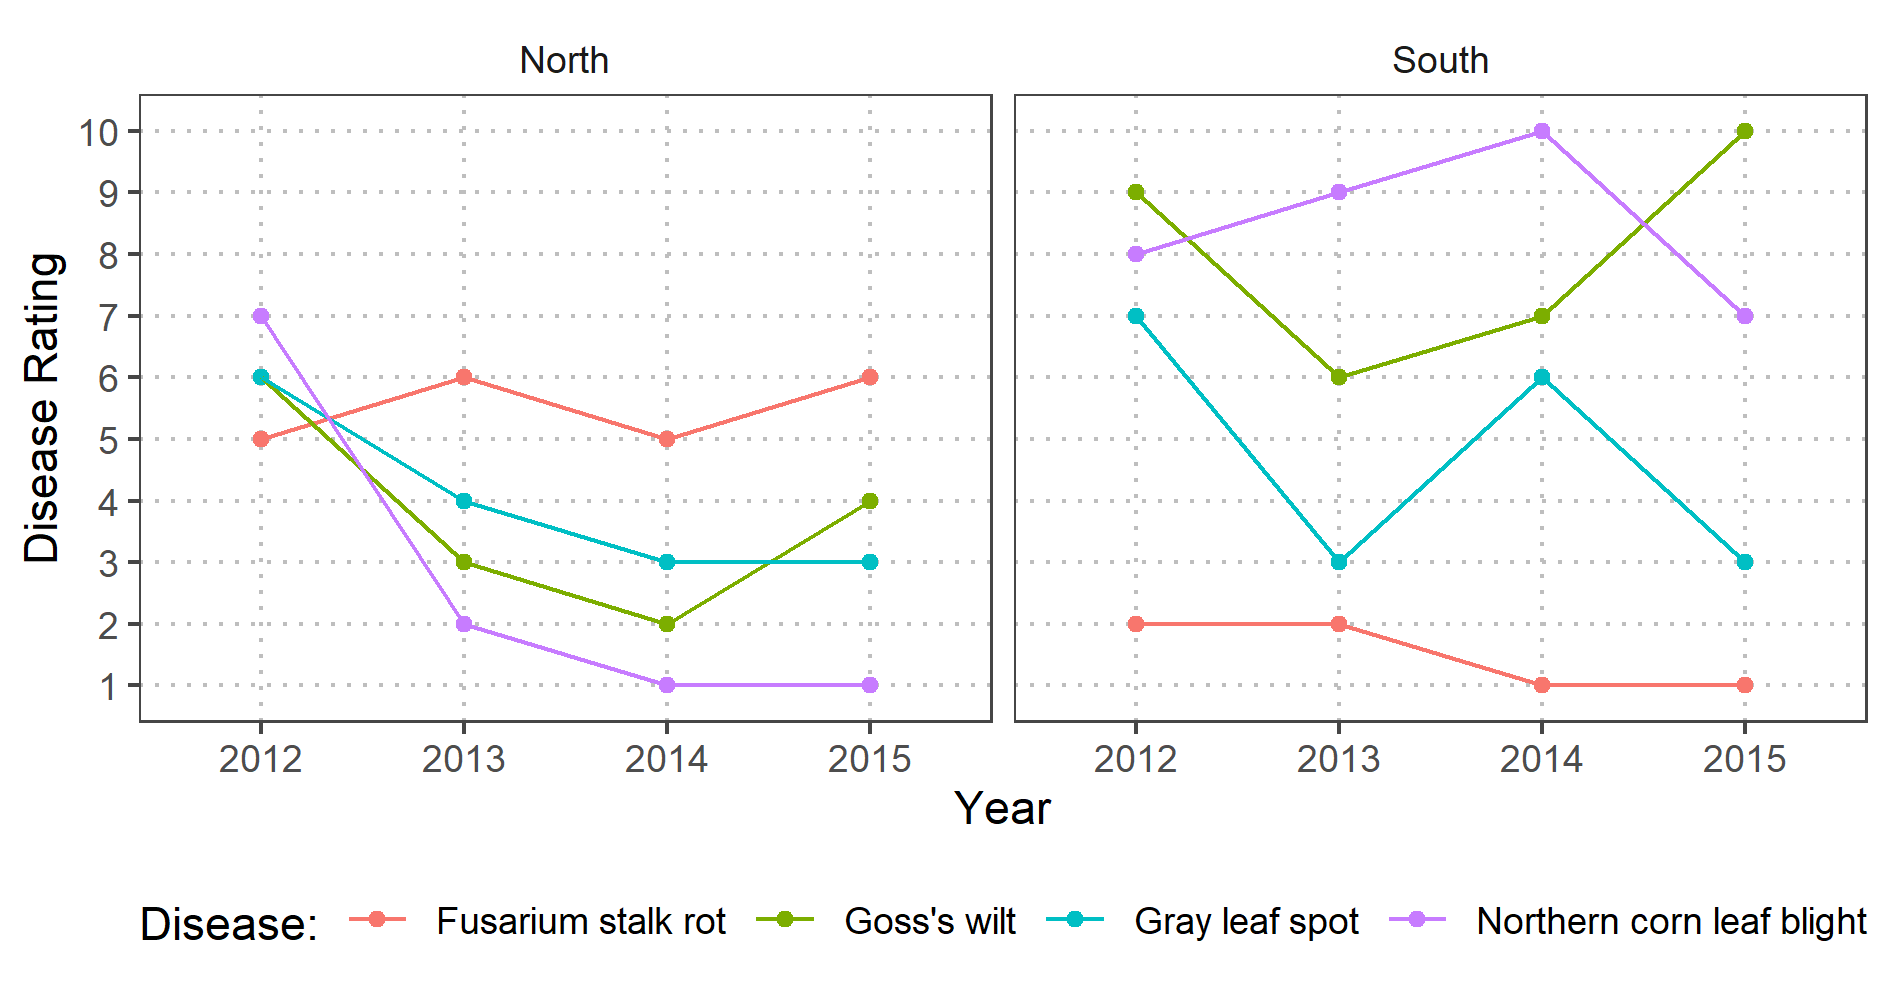 North South
10
9
8
7
6
5
4
3
2
1
Disease Rating
2012 2013 2014 2015 2012 2013 2014 2015
Year
Disease: Fusarium stalk rot Goss's wilt Gray leaf spot Northern corn leaf blight